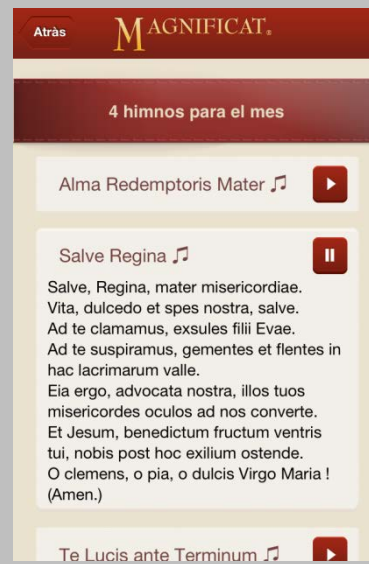 Atràs
MAGNIFICAT®
4 himnos para el mes
Alma Redemptoris Mater
Salve Regina
Salve, Regina, mater misericordiae.
Vita, dulcedo et spes nostra, salve.
Ad te clamamus, exsules filii Evae.
Ad te suspiramus, gementes et flentes in
hac lacrimarum valle.
Eia ergo, advocata nostra, illos tuos
misericordes oculos ad nos converte.
Et Jesum, benedictum fructum ventris
tui, nobis post hoc exilium ostende.
O clemens, o pia, o dulcis Virgo Maria !
(Amen.)
Te Lucis ante Terminum